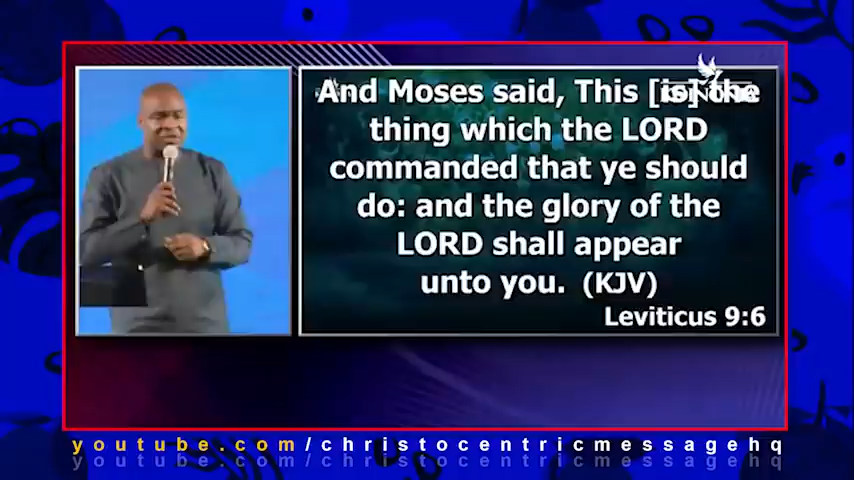 And Moses said, This [is] the
thing which the LORD
commanded that ye should
do: and the glory of the
LORD shall appear
unto you. (KJV)
Leviticus 9:6
youtube.com/christocentricmessagehq
youtube.com/christocentricmessagehq